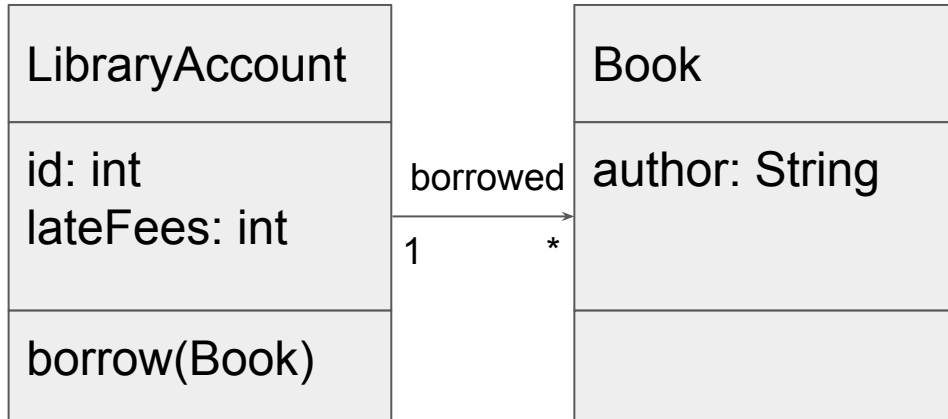 LibraryAccount
id: int
lateFees: int
borrow(Book)
borrowed
1
*
Book
author: String